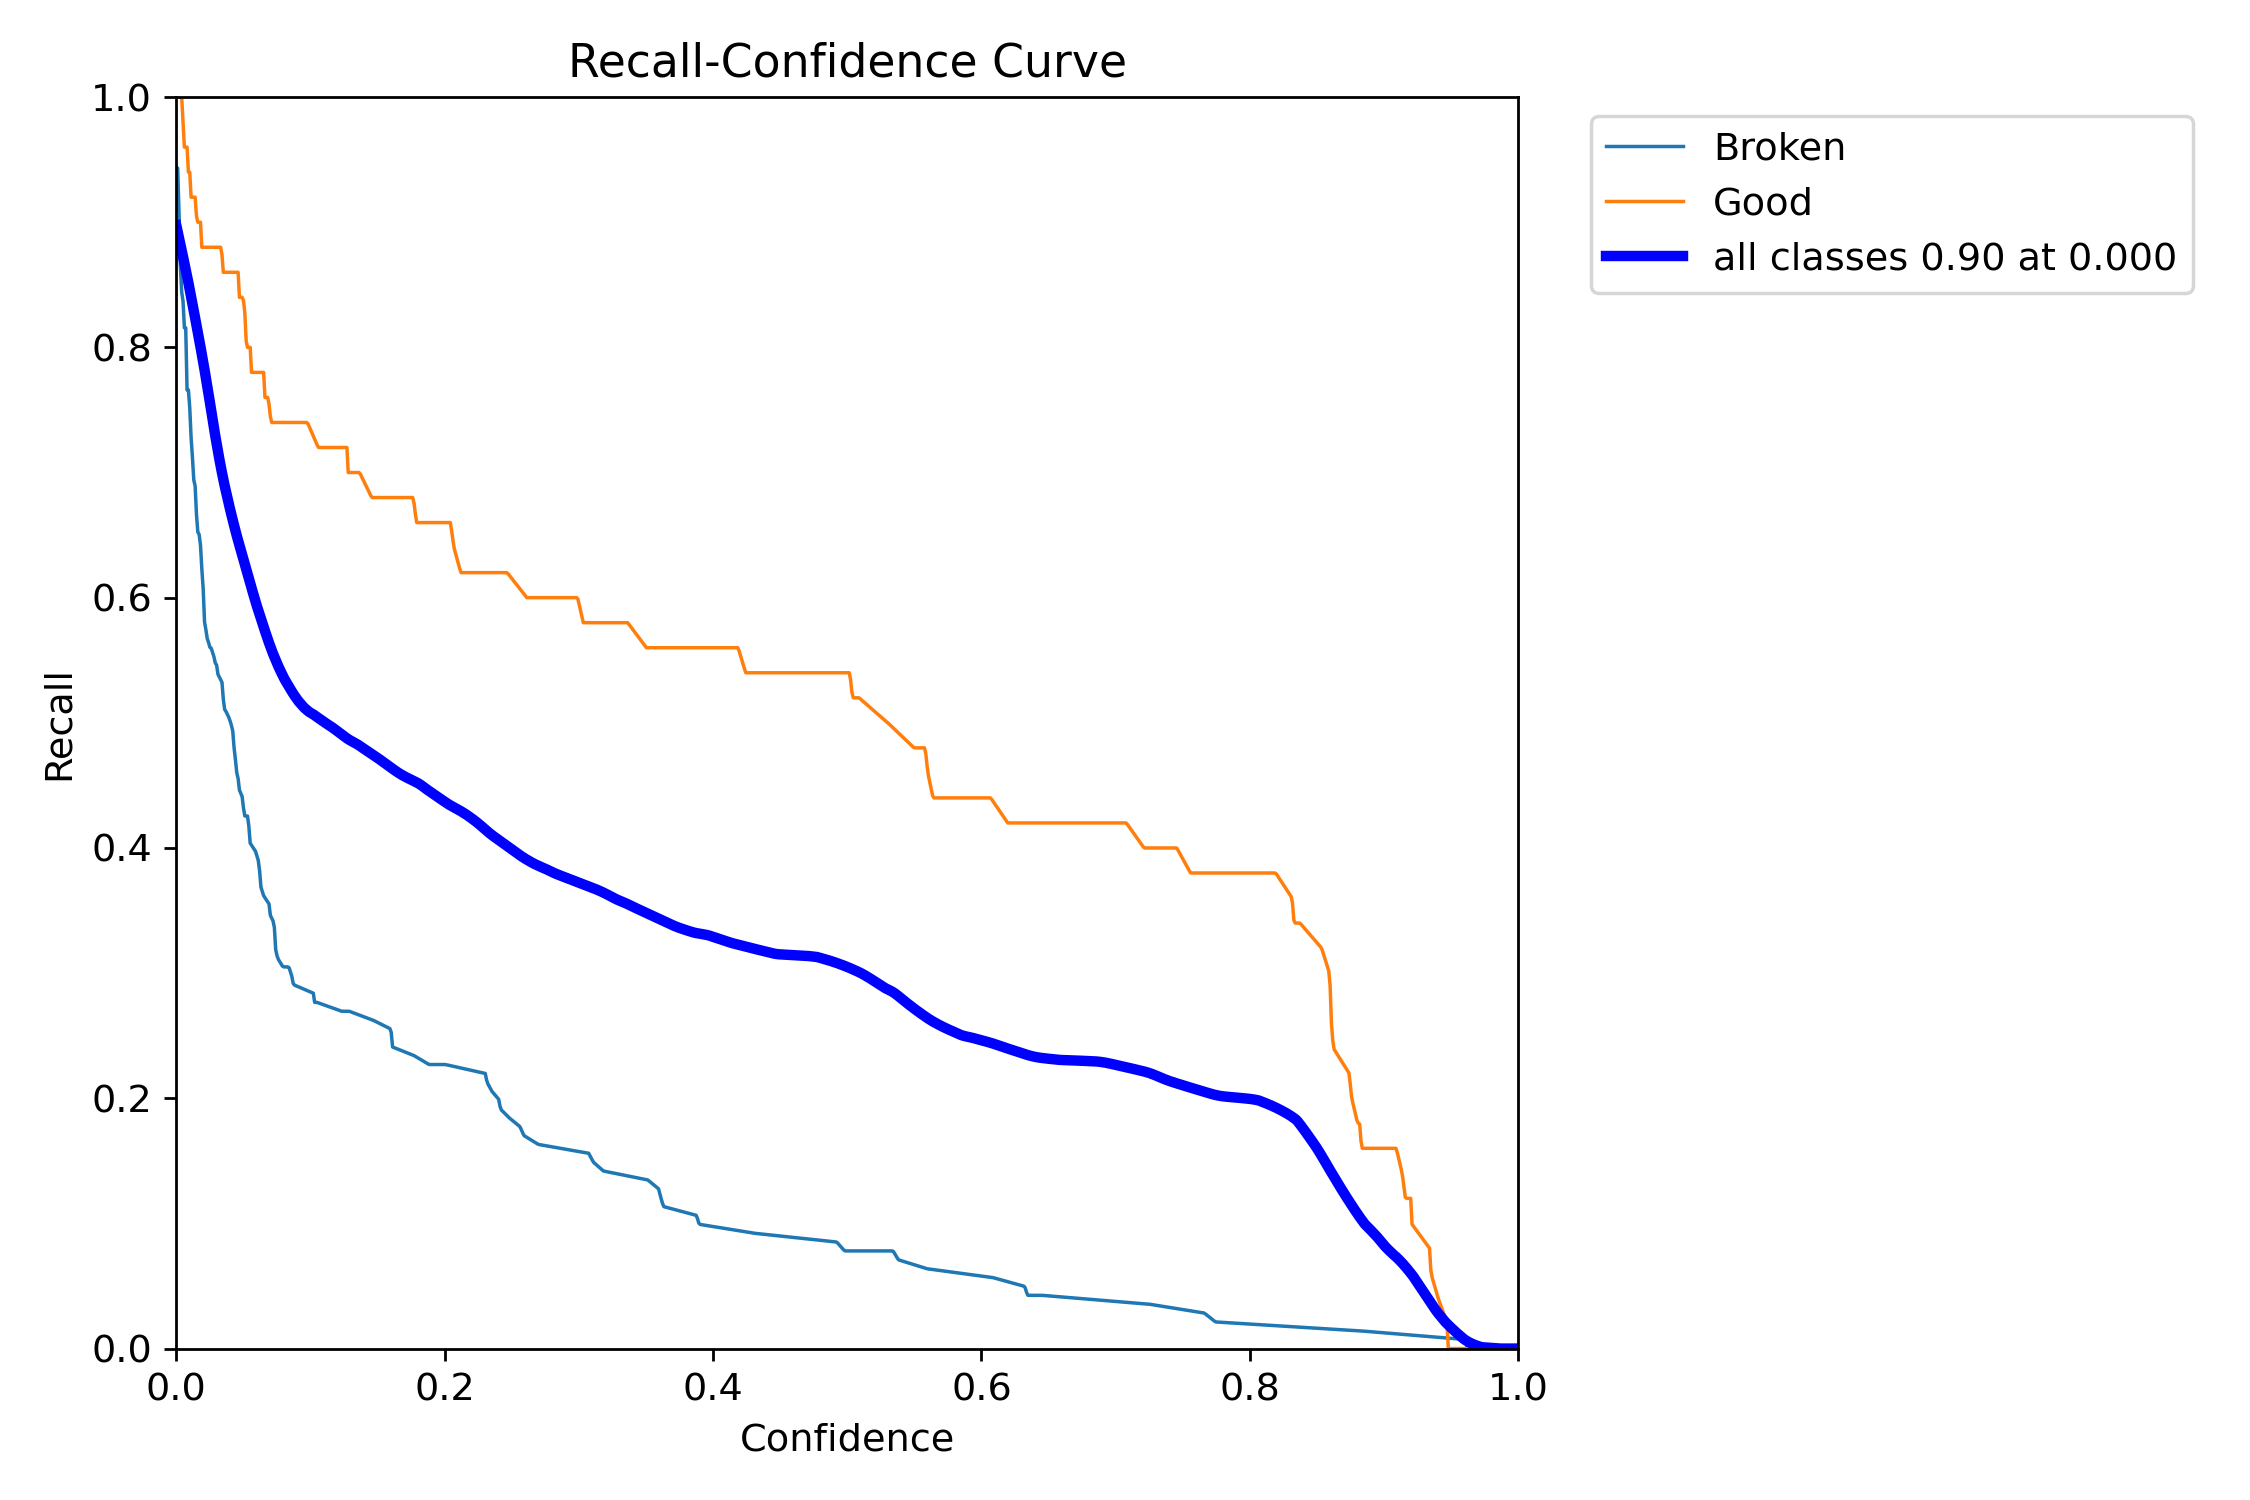 Recall-Confidence Curve
1.0
0.8
0.6
0.4
0.2
0.0
Recall
0.0 0.2 0.4 0.6 0.8 1.0
Confidence
Broken
Good
all classes 0.90 at 0.000